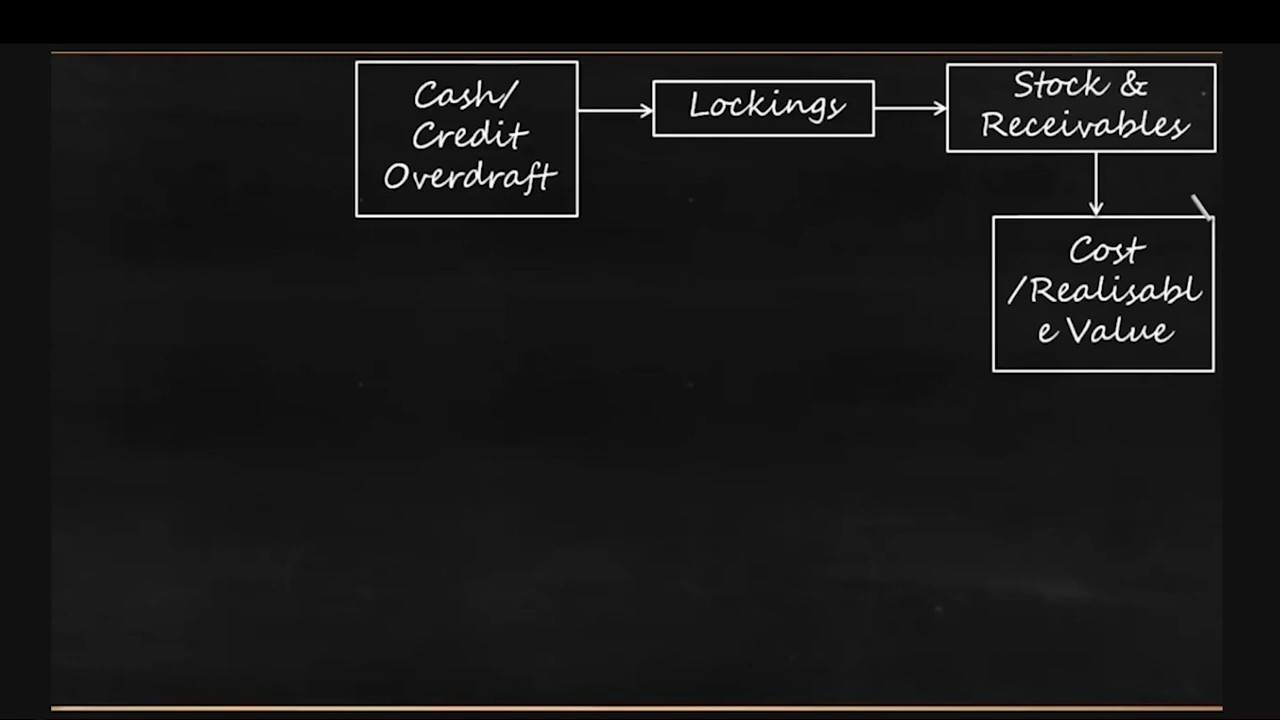 Cash/
Credit
Overdraft
Lockings
Stock &
Receivables
Cost
/Realisabl
e Value